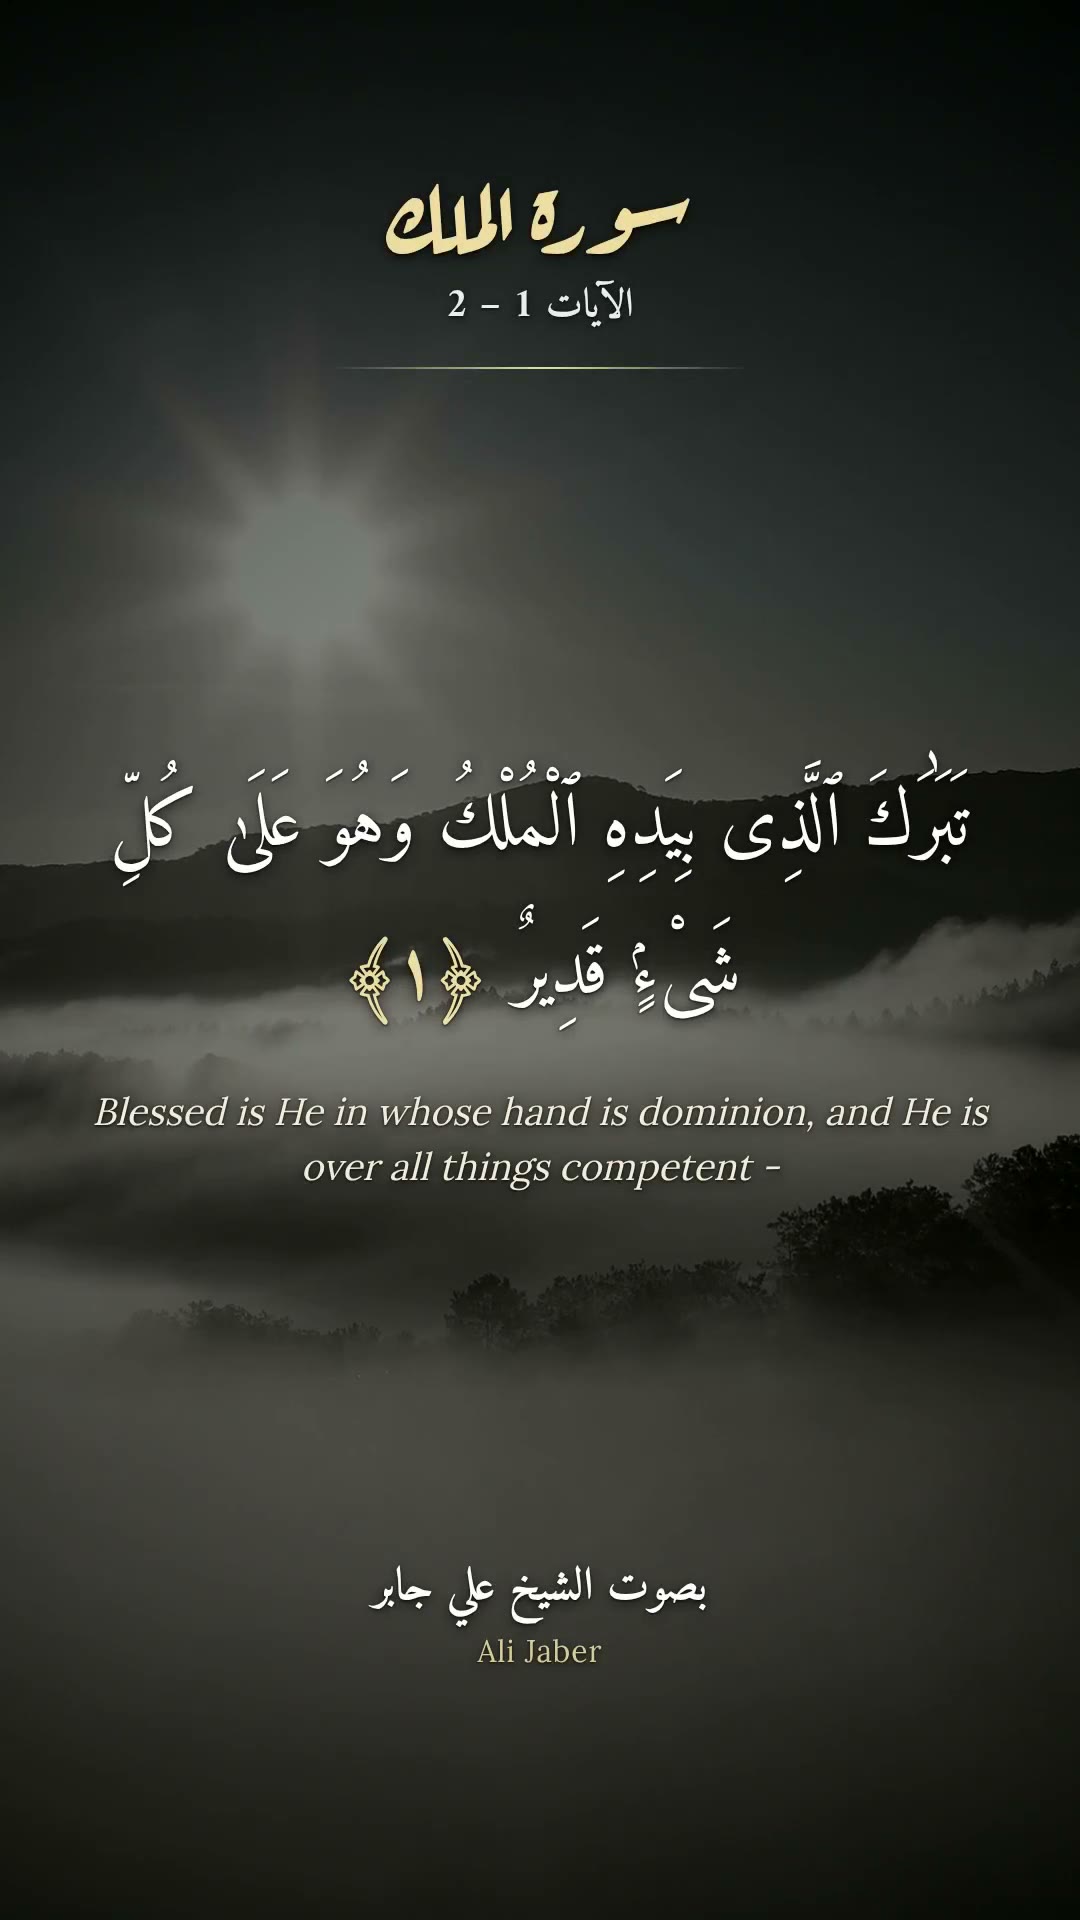 سورة الملك
الآيات 1 - 2
تَبَٰرَكَ ٱلَّذِى بِيَدِهِ ٱلْمُلْكُ وَهُوَ عَلَىٰ كُلِّ
شَىْءٍۢ قَدِيرٌ ﴿١﴾
Blessed is He in whose hand is dominion, and He is
over all things competent -
بصوت الشيخ علي جابر
Ali Jaber